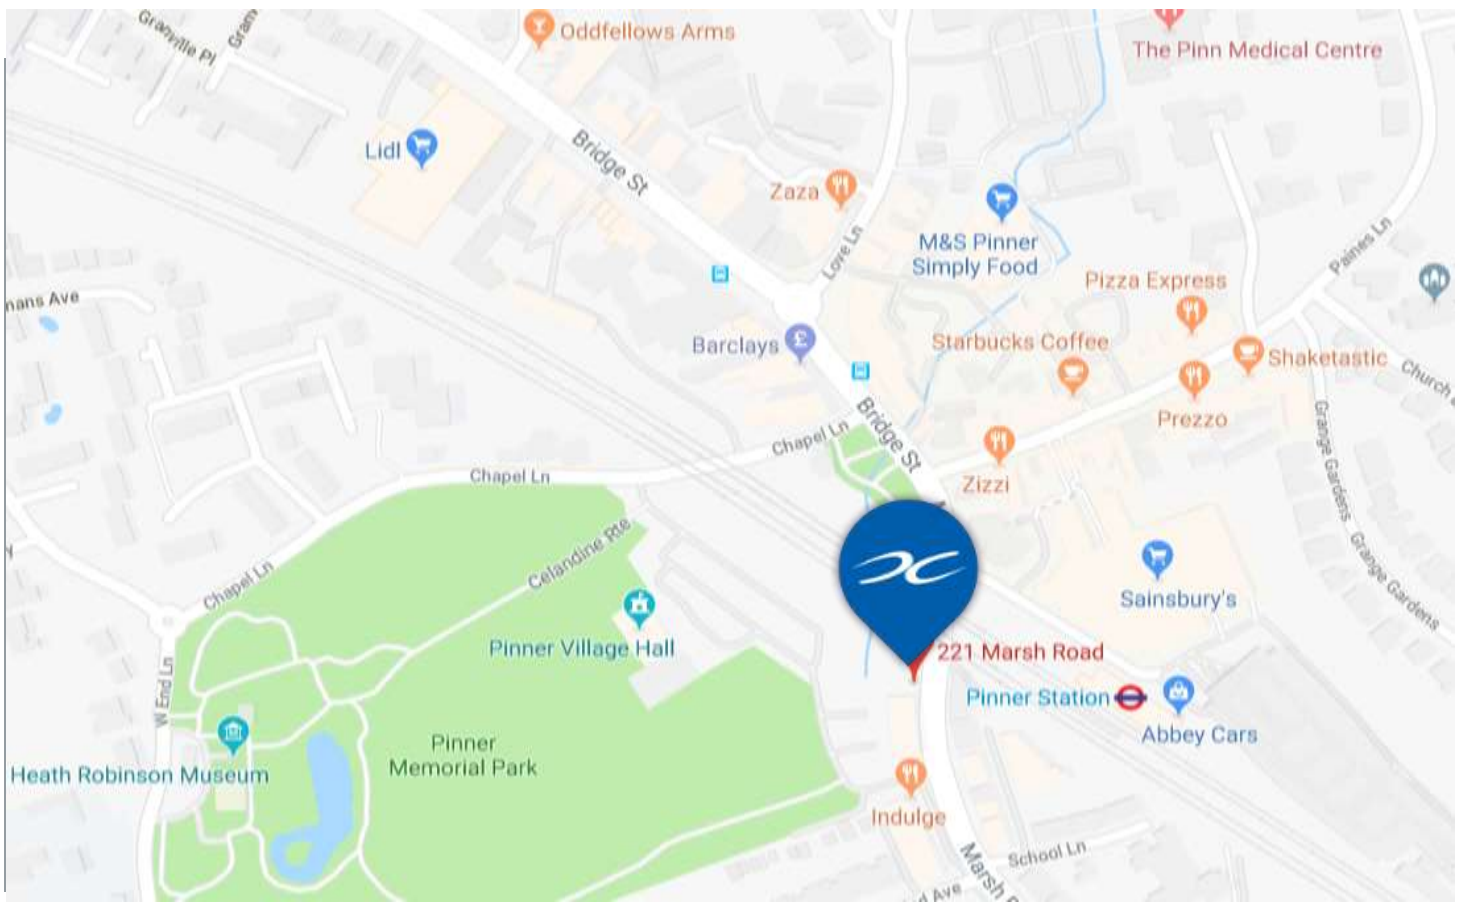 Granville Pl
Oddfellows Arms
The Pinn Medical Centre
Lidl
Bridge St
Zaza
Love Ln
M&S Pinner
Simply Food
Paines Ln
Pizza Express
Barclays
£
Starbucks Coffee
Shaketastic
Church
Prezzo
Bridge St
Chapel Ln
Chapel Ln
Zizzi
Grange Gardens
Grange Gardens
Celandine Rte
Chapel Ln
Sainsbury's
Pinner Village Hall
221 Marsh Road
W End Ln
Pinner Station
Abbey Cars
Pinner
Memorial Park
Heath Robinson Museum
Indulge
School Ln
Marsh
Ave